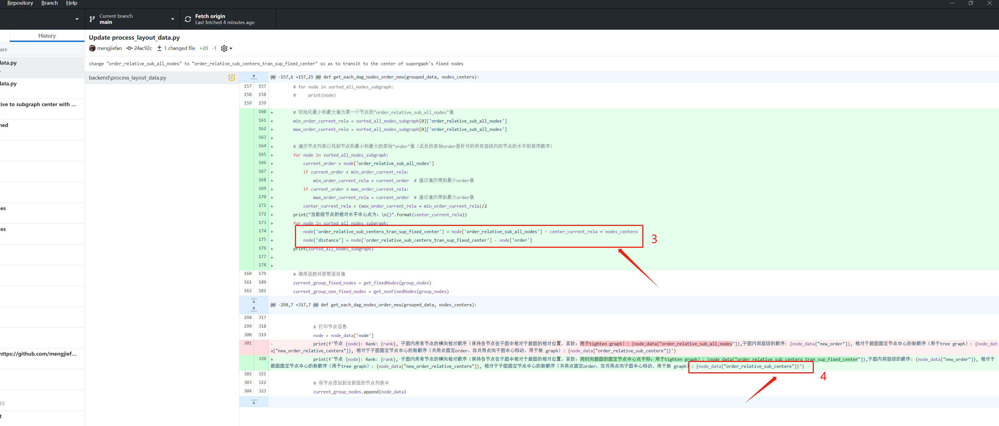 Repository Branch Help
Current branch
main
Fetch origin
Last fetched 4 minutes ago
History
Update process_layout_data.py
mengjiefan 24ac92c 1 changed file +20 -1
are
change "order_relative_sub_all_nodes" to "order_relative_sub_centerx_tran_sup_fixed_center" so as to transit to the center of supergaph's fixed nodes
data.py
data.py
tive to subgraph center with ...
ned
es
es
https://github.com/mengjief...
23
t
backend\process_layout_data.py
@@ -157,6 +157,25 @@ def get_each_dag_nodes_order_new(grouped_data, nodes_centerx):
157 157 # for node in sorted_all_nodes_subgraph:
158 158 #     print(node)
159 159
160 + # 初始化最小和最大值为第一个节点的"order_relative_sub_all_nodes"值
161 + min_order_current_rela = sorted_all_nodes_subgraph[0]['order_relative_sub_all_nodes']
162 + max_order_current_rela = sorted_all_nodes_subgraph[0]['order_relative_sub_all_nodes']
163 +
164 + # 遍历节点列表以找到节点的最小和最大的原始"order"值（此处的原始order是针对的所有层级内的节点的水平的排序顺序）
165 + for node in sorted_all_nodes_subgraph:
166 + current_order = node['order_relative_sub_all_nodes']
167 + if current_order < min_order_current_rela:
168 + min_order_current_rela = current_order  # 通过遍历得到最小order值
169 + if current_order > max_order_current_rela:
170 + max_order_current_rela = current_order  # 通过遍历得到最大order值
171 + center_current_rela = (max_order_current_rela + min_order_current_rela)/2
172 + print("当前组节点的相对水平中心点为：\n{}".format(center_current_rela))
173 + for node in sorted_all_nodes_subgraph:
174 + node['order_relative_sub_centerx_tran_sup_fixed_center'] = node['order_relative_sub_all_nodes'] - center_current_rela + nodes_centerx
175 + node['distance'] = node['order_relative_sub_centerx_tran_sup_fixed_center'] - node['order']
3
176 + print(sorted_all_nodes_subgraph)
177 +
178 +
160 179 # 调用函数并获取返回值
161 180 current_group_fixed_nodes = get_fixedNodes(group_nodes)
162 181 current_group_non_fixed_nodes = get_nonFixedNodes(group_nodes)
@@ -298,7 +317,7 @@ def get_each_dag_nodes_order_new(grouped_data, nodes_centerx):
298 317
299 318 # 打印节点信息
300 319 node = node_data['node']
301 - print(f'节点 {node}: Rank: {rank}, 子图内所有节点的横向相对顺序（保持各节点在子图中相对于超图的相对位置，紧致；用于tighten graph）: {node_data["order_relative_sub_all_nodes"]},子图内同层级的顺序: {node_data["new_order"]}, 相对于超图固定节点中心的新顺序（用于tree graph）: {node_dat
a["new_order_relative_centerx"]}, 相对于子图固定节点中心的新顺序（共用点固定order，非共用点向子图中心移动，用于新 graph）: {node_data["order_relative_sub_centerx"]}')
320 + print(f'节点 {node}: Rank: {rank}, 子图内所有节点的横向相对顺序（保持各节点在子图中相对于超图的相对位置，紧致；同时向超图的固定节点中心点平移；用于tighten graph）: {node_data["order_relative_sub_centerx_tran_sup_fixed_center"]},子图内同层级的顺序: {node_data["new_order"]}, 相对于
超图固定节点中心的新顺序（用于tree graph）: {node_data["new_order_relative_centerx"]}, 相对于子图固定节点中心的新顺序（共用点固定order，非共用点向子图中心移动，用于新 graph）: {node_data["order_relative_sub_centerx"]}')
4
302 321
303 322 # 将节点添加到当前组的节点列表中
304 323 current_group_nodes.append(node_data)